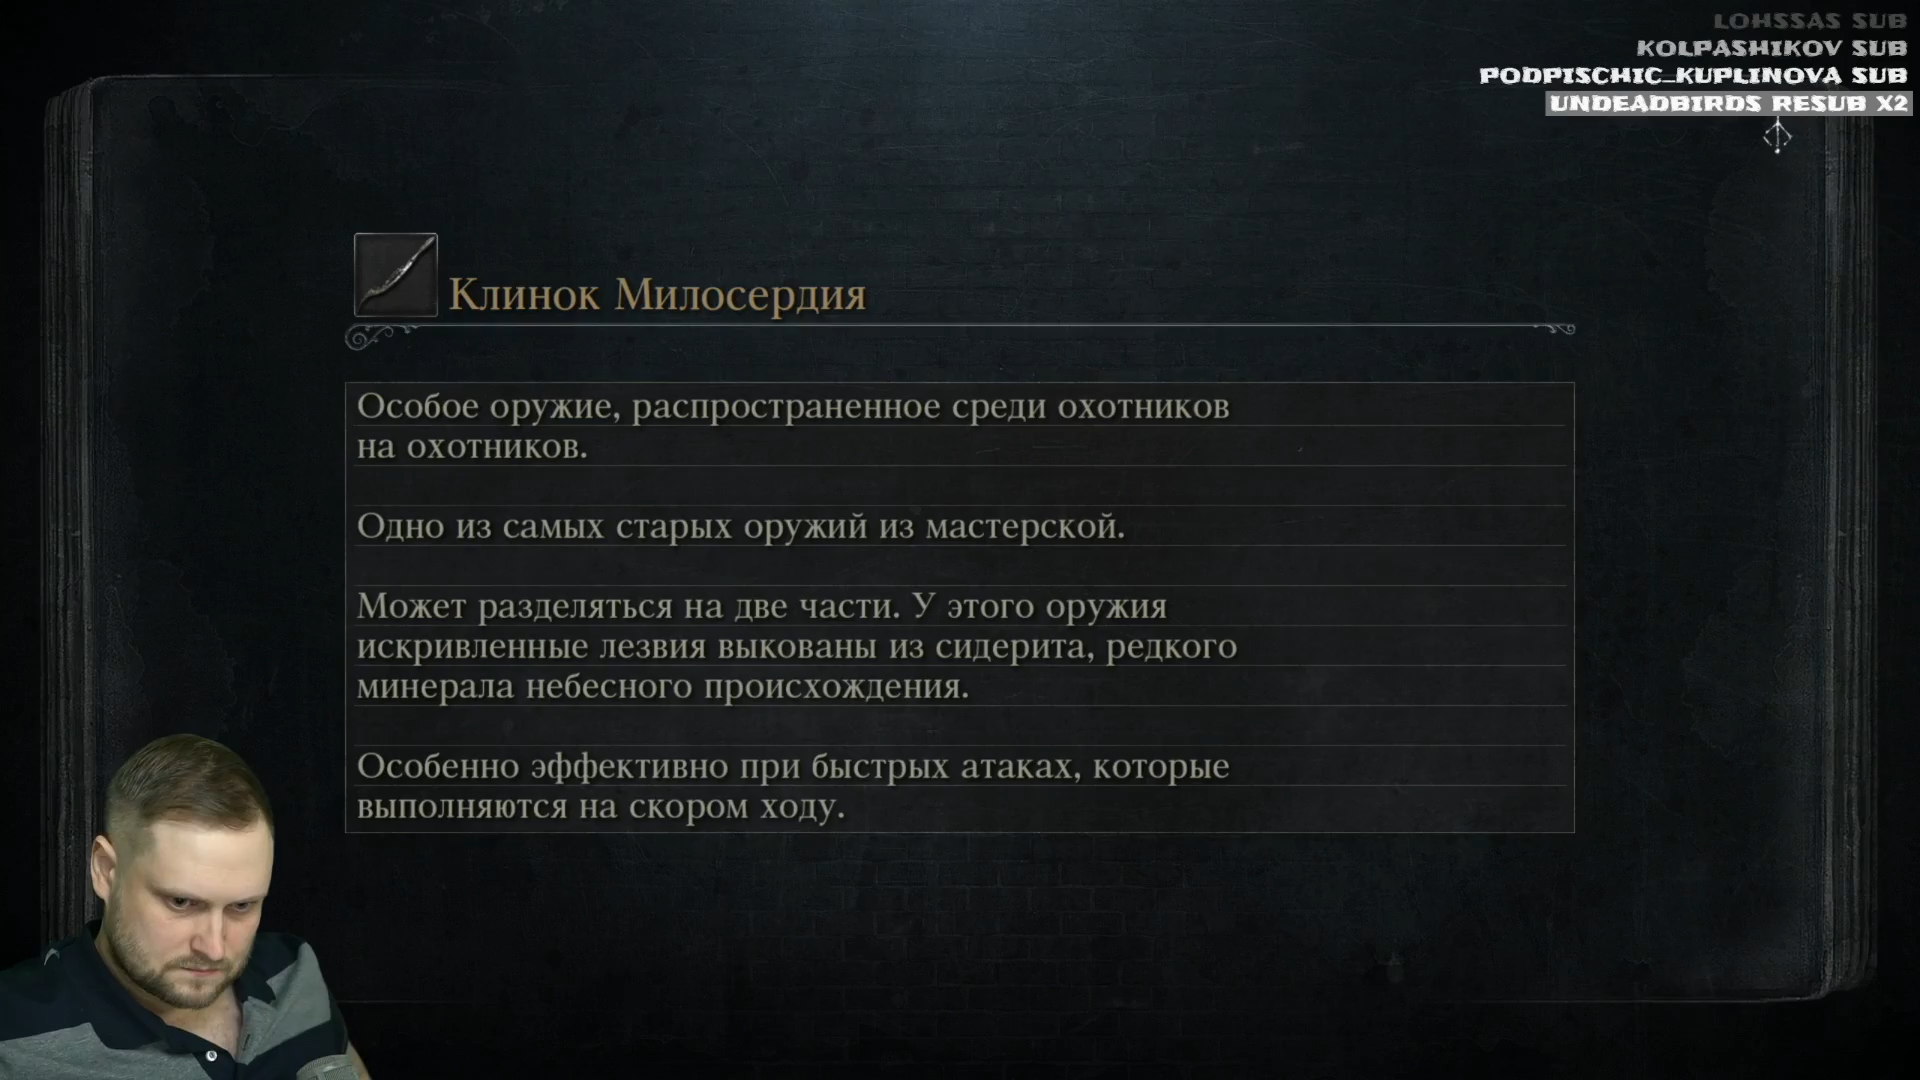 LOHSSAS SUB
KOLPASHIKOV SUB
PODPISCHIC_KUPLINOVA SUB
UNDEADBIRDS RESUB X2
Клинок Милосердия
Особое оружие, распространенное среди охотников
на охотников.
Одно из самых старых оружий из мастерской.
Может разделяться на две части. У этого оружия
искривленные лезвия выкованы из сидерита, редкого
минерала небесного происхождения.
Особенно эффективно при быстрых атаках, которые
выполняются на скором ходу.